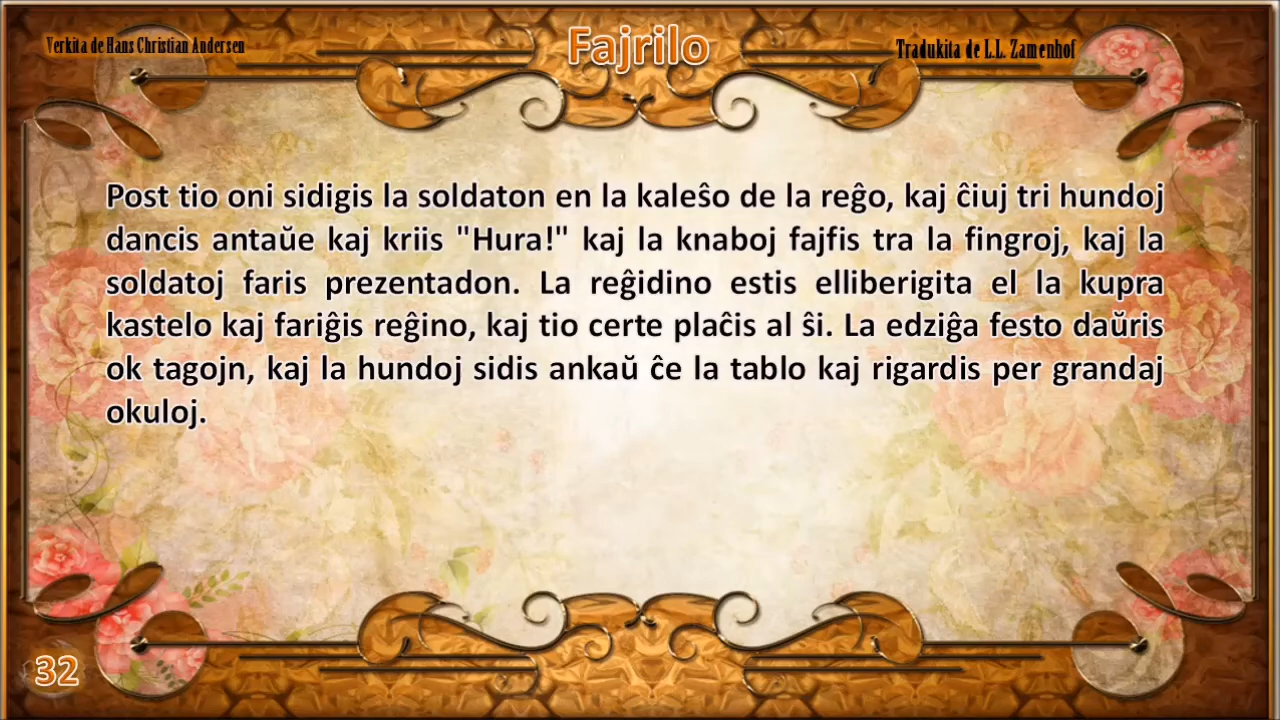 Verkita de Hans Christian Andersen
Fajrilo
Tradukita de L.L. Zamenhof
Post tio oni sidigis la soldaton en la kaleŝo de la reĝo, kaj ĉiuj tri hundoj
dancis antaŭe kaj kriis "Hura!" kaj la knaboj fajfis tra la fingroj, kaj la
soldatoj faris prezentadon. La reĝidino estis elliberigita el la kupra
kastelo kaj fariĝis reĝino, kaj tio certe plaĉis al ŝi. La edziĝa festo daŭris
ok tagojn, kaj la hundoj sidis ankaŭ ĉe la tablo kaj rigardis per grandaj
okuloj.
32